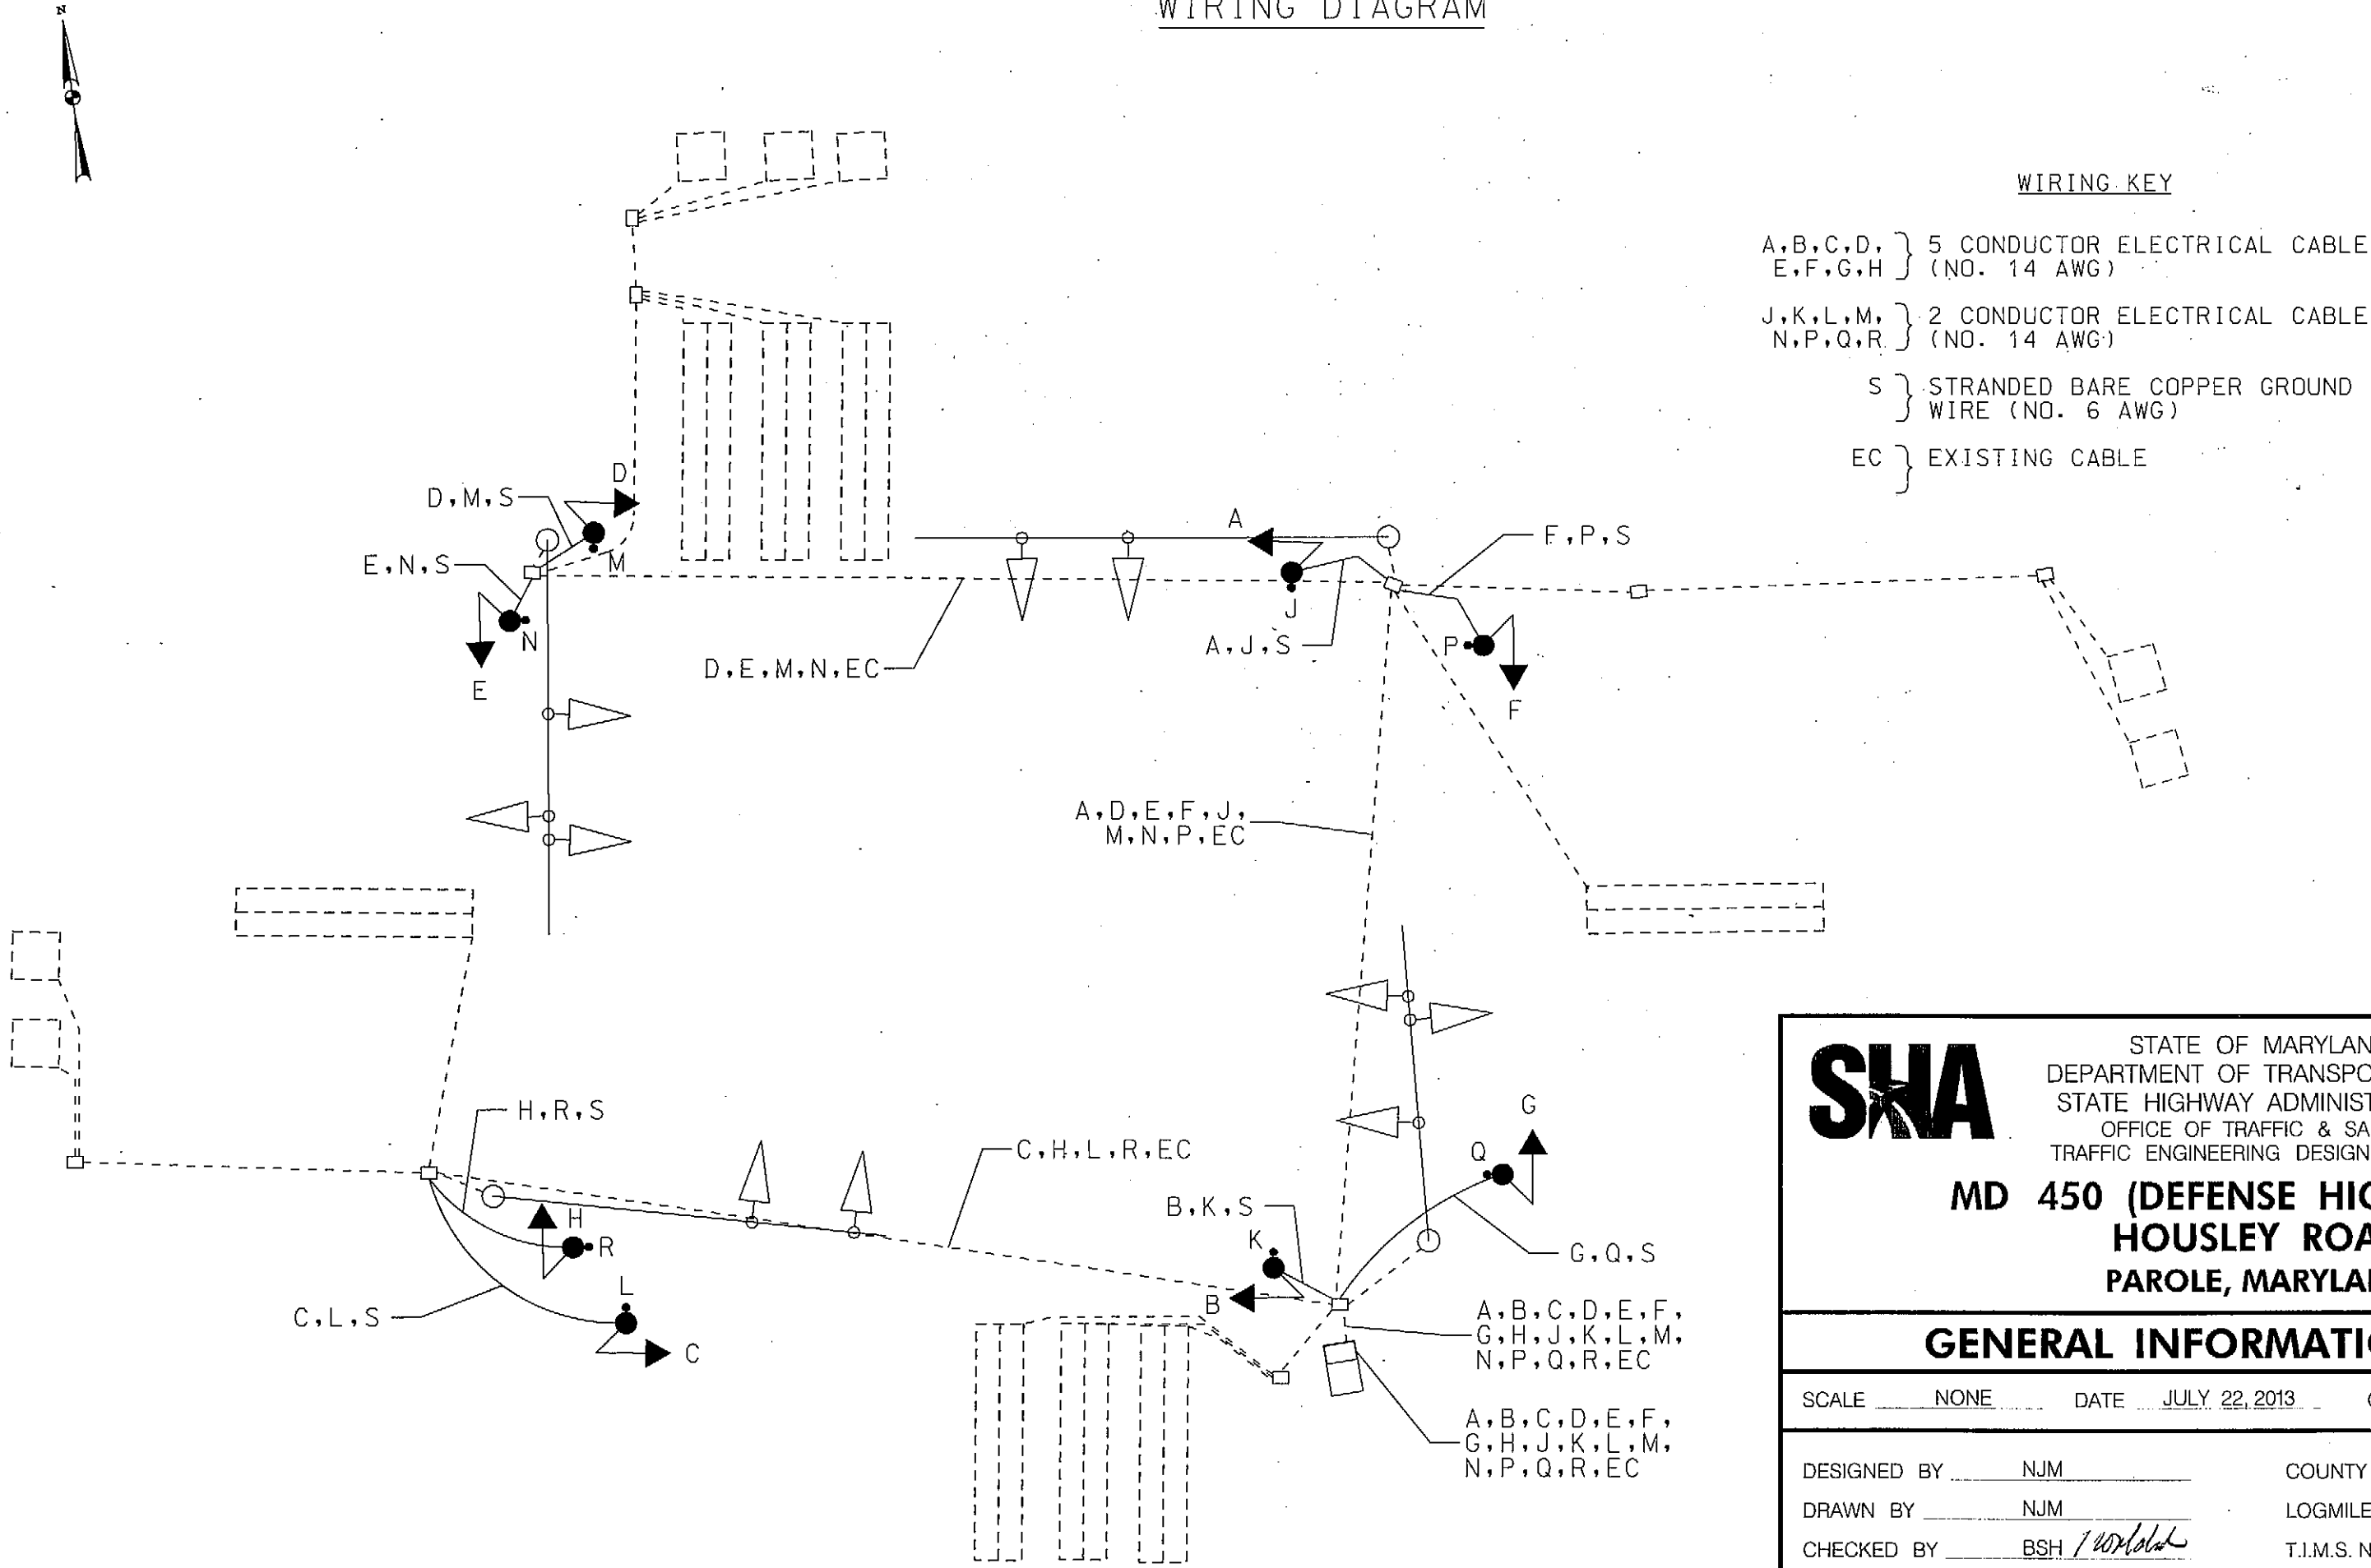 WIRING DIAGRAM
N
WIRING KEY
A,B,C,D,
E,F,G,H
5 CONDUCTOR ELECTRICAL CABLE
(NO. 14 AWG)
J,K,L,M,
N,P,Q,R
2 CONDUCTOR ELECTRICAL CABLE
(NO. 14 AWG)
S
STRANDED BARE COPPER GROUND
WIRE (NO. 6 AWG)
EC
EXISTING CABLE
D
D,M,S
M
E,N,S
N
E
D,E,M,N,EC
A
J
A,J,S
F,P,S
P
F
A,D,E,F,J,
M,N,P,EC
H,R,S
H
R
L
C,L,S
C
C,H,L,R,EC
B,K,S
K
B
G
Q
G,Q,S
A,B,C,D,E,F,
G,H,J,K,L,M,
N,P,Q,R,EC
A,B,C,D,E,F,
G,H,J,K,L,M,
N,P,Q,R,EC
SHA
STATE OF MARYLAN
DEPARTMENT OF TRANSPO
STATE HIGHWAY ADMINIST
OFFICE OF TRAFFIC & SA
TRAFFIC ENGINEERING DESIGN
MD 450 (DEFENSE HIG
HOUSLEY ROA
PAROLE, MARYLA
GENERAL INFORMATI
SCALE NONE DATE JULY 22, 2013
DESIGNED BY NJM COUNTY
DRAWN BY NJM LOGMILE
CHECKED BY BSH T.I.M.S. N